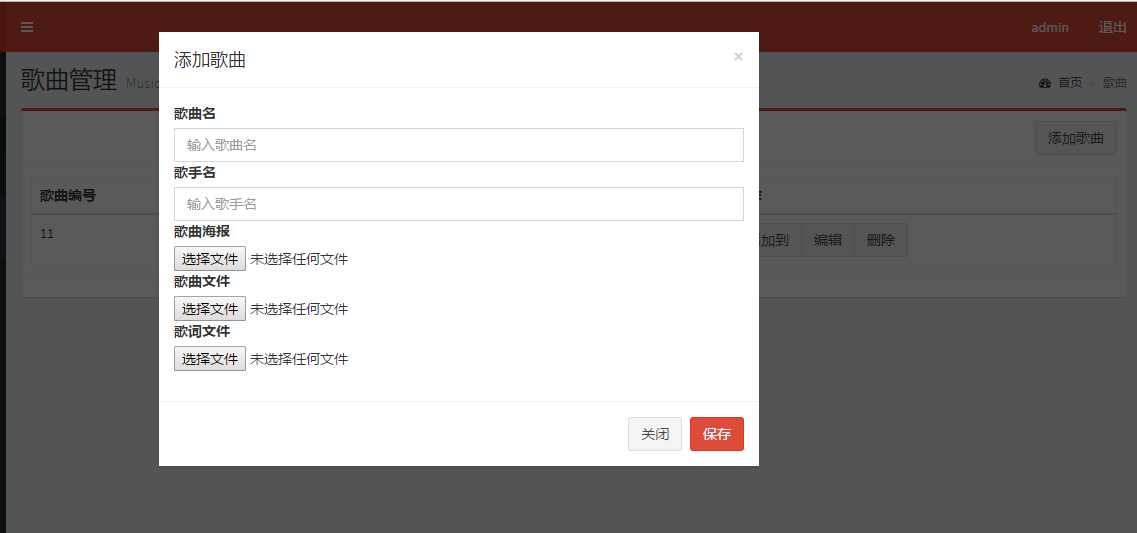 admin 退出
添加歌曲 ×
歌曲管理 Music
首页 > 歌曲
歌曲名
输入歌曲名
添加歌曲
歌手名
输入歌手名
歌曲编号
歌曲海报
选择文件 未选择任何文件
11
加到 编辑 删除
歌曲文件
选择文件 未选择任何文件
歌词文件
选择文件 未选择任何文件
关闭 保存